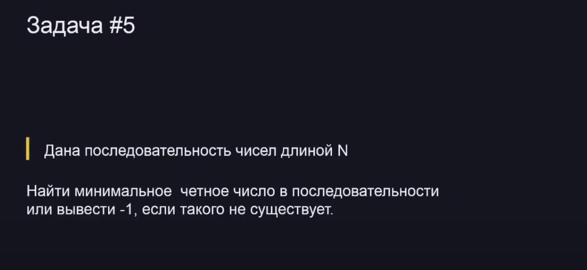 Задача #5
Дана последовательность чисел длиной N
Найти минимальное четное число в последовательности
или вывести -1, если такого не существует.